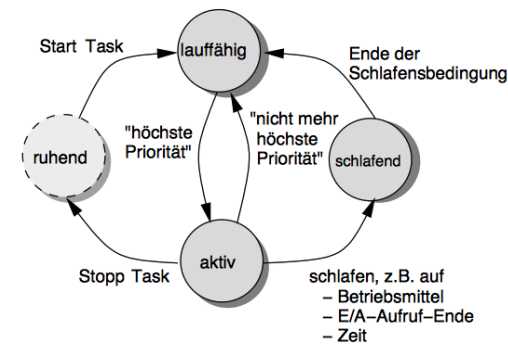 Start Task
lauffähig
Ende der
Schlafensbedingung
"höchste
Priorität"
"nicht mehr
höchste
Priorität"
ruhend
schlafend
aktiv
Stopp Task
schlafen, z.B. auf
– Betriebsmittel
– E/A–Aufruf–Ende
– Zeit